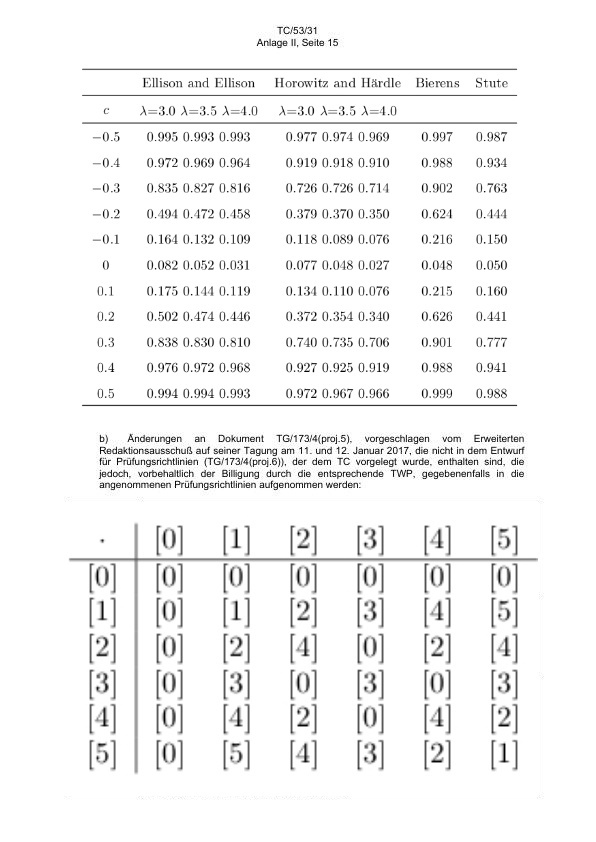 TC/53/31
Anlage II, Seite 15
Ellison and Ellison Horowitz and Härdle Bierens Stute
c λ=3.0 λ=3.5 λ=4.0 λ=3.0 λ=3.5 λ=4.0
−0.5 0.995 0.993 0.993 0.977 0.974 0.969 0.997 0.987
−0.4 0.972 0.969 0.964 0.919 0.918 0.910 0.988 0.934
−0.3 0.835 0.827 0.816 0.726 0.726 0.714 0.902 0.763
−0.2 0.494 0.472 0.458 0.379 0.370 0.350 0.624 0.444
−0.1 0.164 0.132 0.109 0.118 0.089 0.076 0.216 0.150
0 0.082 0.052 0.031 0.077 0.048 0.027 0.048 0.050
0.1 0.175 0.144 0.119 0.134 0.110 0.076 0.215 0.160
0.2 0.502 0.474 0.446 0.372 0.354 0.340 0.626 0.441
0.3 0.838 0.830 0.810 0.740 0.735 0.706 0.901 0.777
0.4 0.976 0.972 0.968 0.927 0.925 0.919 0.988 0.941
0.5 0.994 0.994 0.993 0.972 0.967 0.966 0.999 0.988
b) Änderungen an Dokument TG/173/4(proj.5), vorgeschlagen vom Erweiterten
Redaktionsausschuß auf seiner Tagung am 11. und 12. Januar 2017, die nicht in dem Entwurf
für Prüfungsrichtlinien (TG/173/4(proj.6)), der dem TC vorgelegt wurde, enthalten sind, die
jedoch, vorbehaltlich der Billigung durch die entsprechende TWP, gegebenenfalls in die
angenommenen Prüfungsrichtlinien aufgenommen werden:
· [0] [1] [2] [3] [4] [5]
[0] [0] [0] [0] [0] [0] [0]
[1] [0] [1] [2] [3] [4] [5]
[2] [0] [2] [4] [0] [2] [4]
[3] [0] [3] [0] [3] [0] [3]
[4] [0] [4] [2] [0] [4] [2]
[5] [0] [5] [4] [3] [2] [1]